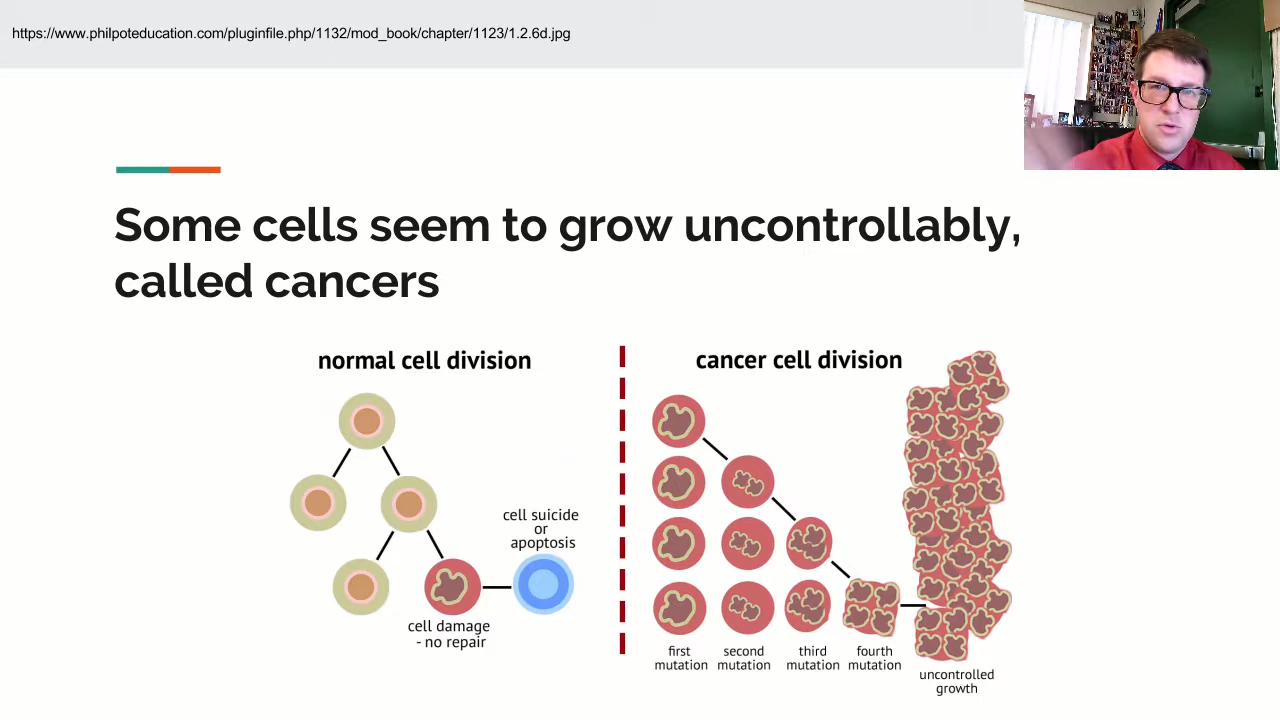 https://www.philpoteducation.com/pluginfile.php/1132/mod_book/chapter/1123/1.2.6d.jpg
Some cells seem to grow uncontrollably,
called cancers
normal cell division
cell suicide
or
apoptosis
cell damage
- no repair
cancer cell division
first
mutation
second
mutation
third
mutation
fourth
mutation
uncontrolled
growth